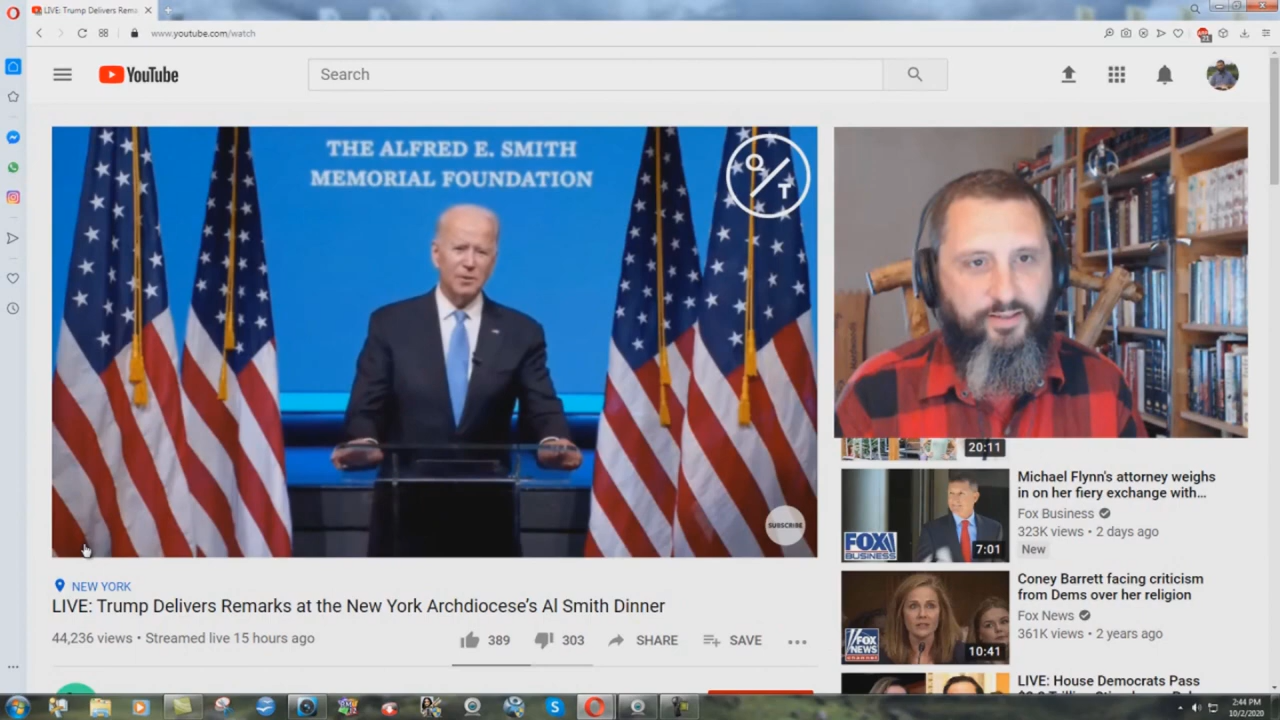 LIVE: Trump Delivers Rema
www.youtube.com/watch
YouTube
Search
THE ALFRED E. SMITH
MEMORIAL FOUNDATION
O/T
SUBSCRIBE
NEW YORK
LIVE: Trump Delivers Remarks at the New York Archdiocese's Al Smith Dinner
44,236 views • Streamed live 15 hours ago
389
303
SHARE
SAVE
20:11
FOX
BUSINESS
7:01
Michael Flynn's attorney weighs
in on her fiery exchange with...
Fox Business
323K views • 2 days ago
New
FOX
NEWS
channel
10:41
Coney Barrett facing criticism
from Dems over her religion
Fox News
361K views • 2 years ago
LIVE: House Democrats Pass
2:44 PM
10/2/2020